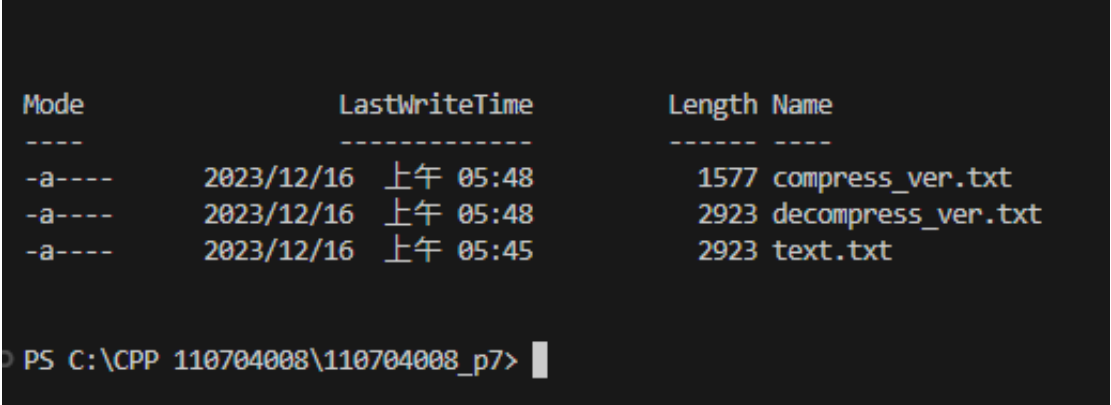 Mode LastWriteTime Length Name
---- ------------- ------ ----
-a---- 2023/12/16 上午 05:48 1577 compress_ver.txt
-a---- 2023/12/16 上午 05:48 2923 decompress_ver.txt
-a---- 2023/12/16 上午 05:45 2923 text.txt
PS C:\CPP 110704008\110704008_p7>